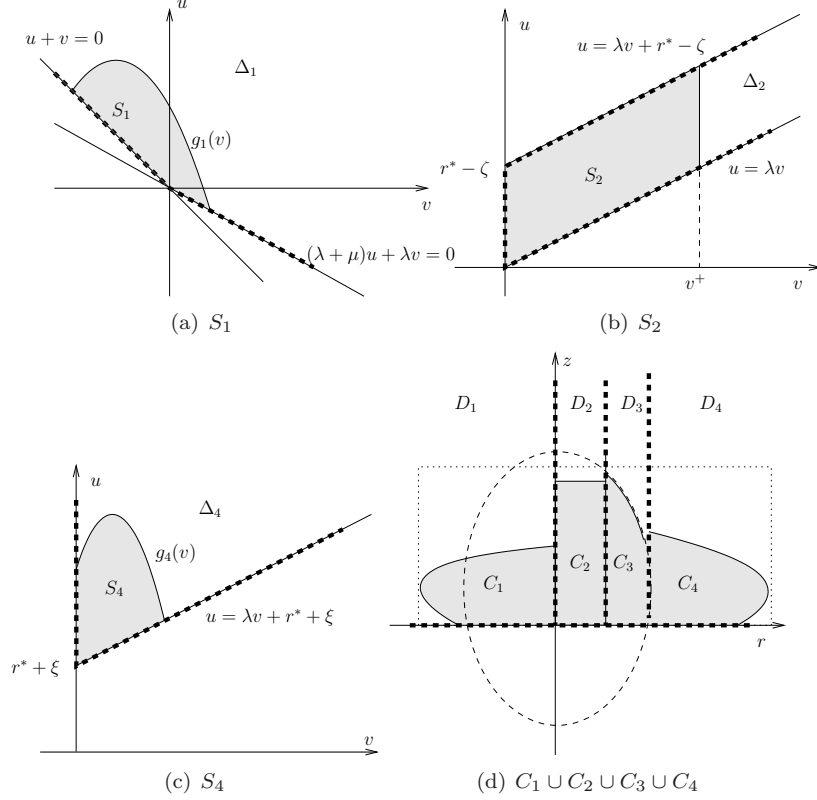 u
u + v = 0
Δ₁
S₁
g₁(v)
v
(λ + μ)u + λv = 0
(a) S₁
u
u = λv + r* − ζ
Δ₂
r* − ζ
S₂
u = λv
v⁺
v
(b) S₂
u
Δ₄
g₄(v)
S₄
u = λv + r* + ξ
r* + ξ
v
(c) S₄
z
D₁ D₂ D₃ D₄
C₁ C₂ C₃ C₄
r
(d) C₁ ∪ C₂ ∪ C₃ ∪ C₄